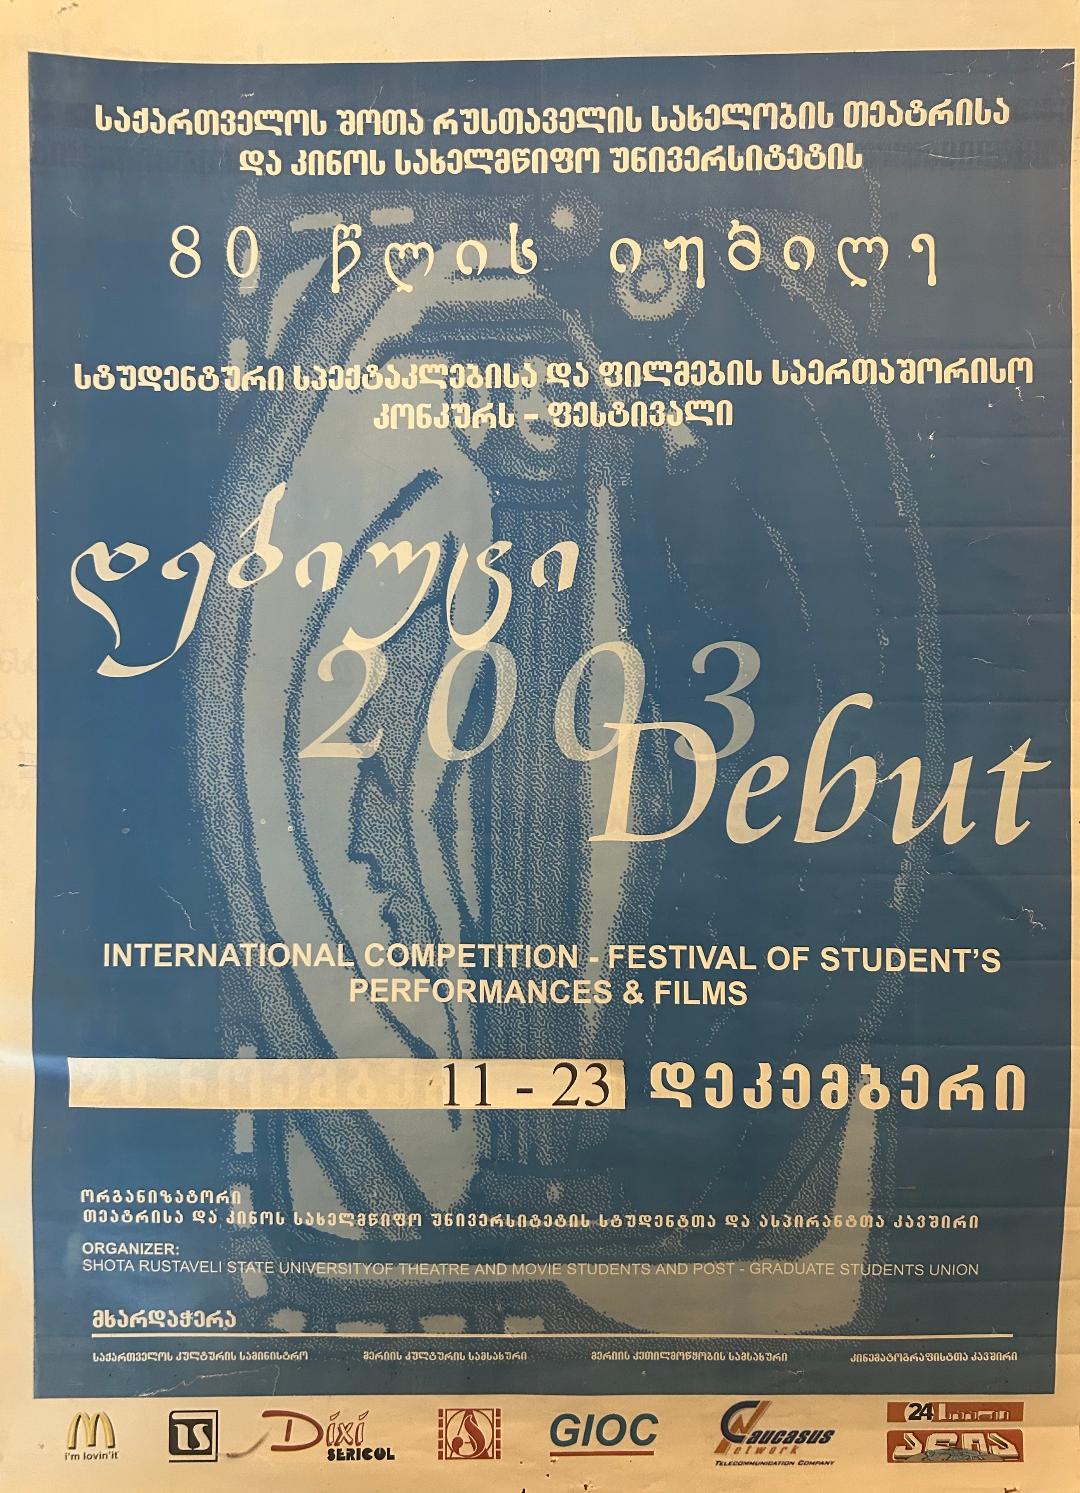 საქართველოს შოთა რუსთაველის სახელობის თეატრისა
და კინოს სახელმწიფო უნივერსიტეტის
80 წლის იუბილე
სტუდენტური სპექტაკლებისა და ფილმების საერთაშორისო
კონკურს - ფესტივალი
დებიუტი
2003
Debut
INTERNATIONAL COMPETITION - FESTIVAL OF STUDENT'S
PERFORMANCES & FILMS
11 - 23 დეკემბერი
ორგანიზატორი
თეატრისა და კინოს სახელმწიფო უნივერსიტეტის სტუდენტთა და ასპირანტთა კავშირი
ORGANIZER:
SHOTA RUSTAVELI STATE UNIVERSITYOF THEATRE AND MOVIE STUDENTS AND POST - GRADUATE STUDENTS UNION
მხარდაჭერა
საქართველოს კულტურის სამინისტრო მერიის კულტურის სამსახური მერიის კეთილმოწყობის სამსახური კინემატოგრაფისტთა კავშირი
i'm lovin' it
Dixi
SERICOL
GIOC
Caucasus
Network
TELECOMMUNICATION COMPANY
24 საათი